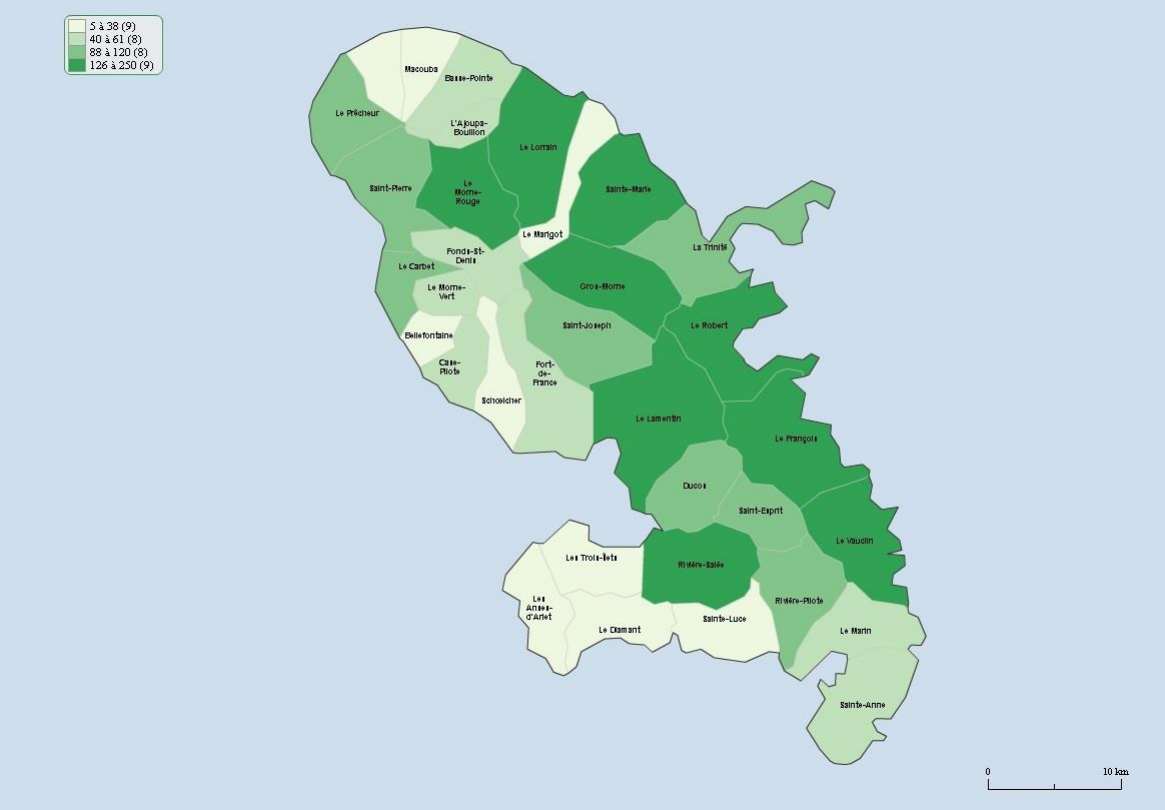 5 à 38 (9)
40 à 61 (8)
88 à 120 (8)
126 à 250 (9)
Macouba
Basse-Pointe
Le Prêcheur
L'Ajoupa-
Bouillon
Le Lorrain
Saint-Pierre
Le
Morne-
Rouge
Sainte-Marie
Le Marigot
La Trinité
Fonds-St-
Denis
Le Carbet
Le Morne-
Vert
Gros-Morne
Saint-Joseph
Le Robert
Bellefontaine
Case-
Pilote
Fort-
de-
France
Schœlcher
Le Lamentin
Le François
Ducos
Saint-Esprit
Le Vauclin
Les Trois-Îlets
Rivière-Salée
Les
Anses-
d'Arlet
Rivière-Pilote
Sainte-Luce
Le Diamant
Le Marin
Sainte-Anne
0 10 km